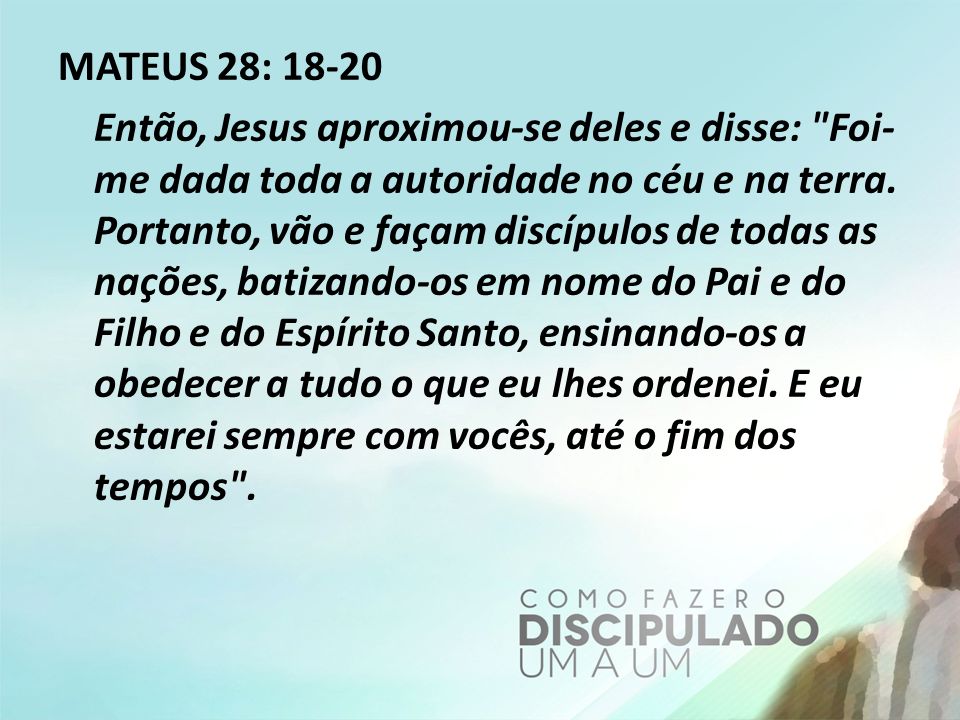 MATEUS 28: 18-20
Então, Jesus aproximou-se deles e disse: "Foi-
me dada toda a autoridade no céu e na terra.
Portanto, vão e façam discípulos de todas as
nações, batizando-os em nome do Pai e do
Filho e do Espírito Santo, ensinando-os a
obedecer a tudo o que eu lhes ordenei. E eu
estarei sempre com vocês, até o fim dos
tempos".
COMO FAZER O
DISCIPULADO
UM A UM